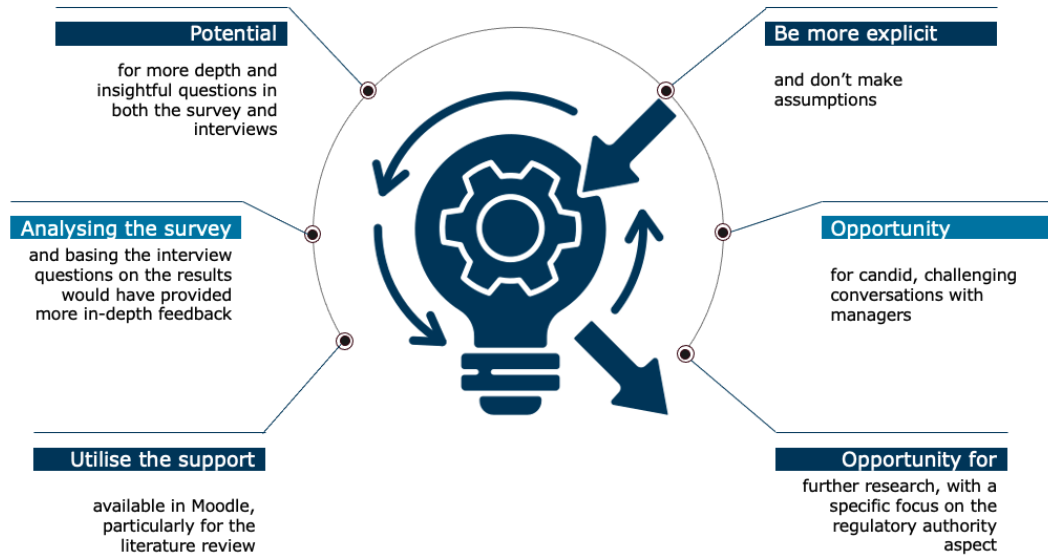 Potential
for more depth and
insightful questions in
both the survey and
interviews
Be more explicit
and don’t make
assumptions
Analysing the survey
and basing the interview
questions on the results
would have provided
more in-depth feedback
Opportunity
for candid, challenging
conversations with
managers
Utilise the support
available in Moodle,
particularly for the
literature review
Opportunity for
further research, with a
specific focus on the
regulatory authority
aspect